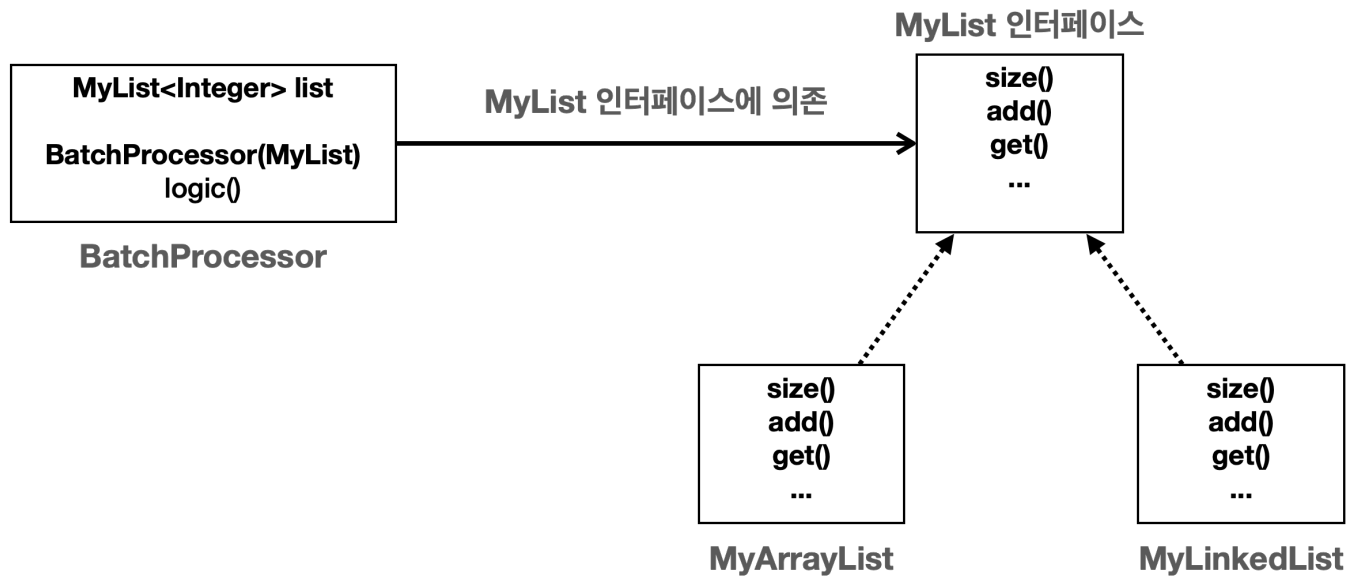 MyList 인터페이스
MyList<Integer> list
BatchProcessor(MyList)
logic()
BatchProcessor
MyList 인터페이스에 의존
size()
add()
get()
...
size()
add()
get()
...
MyArrayList
size()
add()
get()
...
MyLinkedList